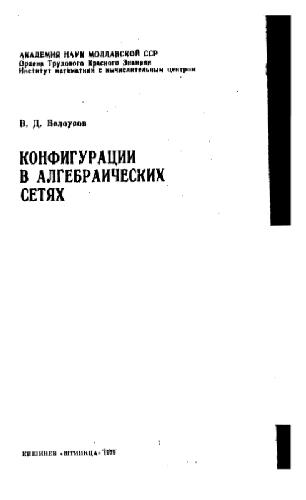 АКАДЕМИЯ НАУК МОЛДАВСКОЙ ССР
Ордена Трудового Красного Знамени
Институт математики с вычислительным центром
В. Д. Белоусов
КОНФИГУРАЦИИ
В АЛГЕБРАИЧЕСКИХ
СЕТЯХ
КИШИНЕВ «ШТИИНЦА» 1979